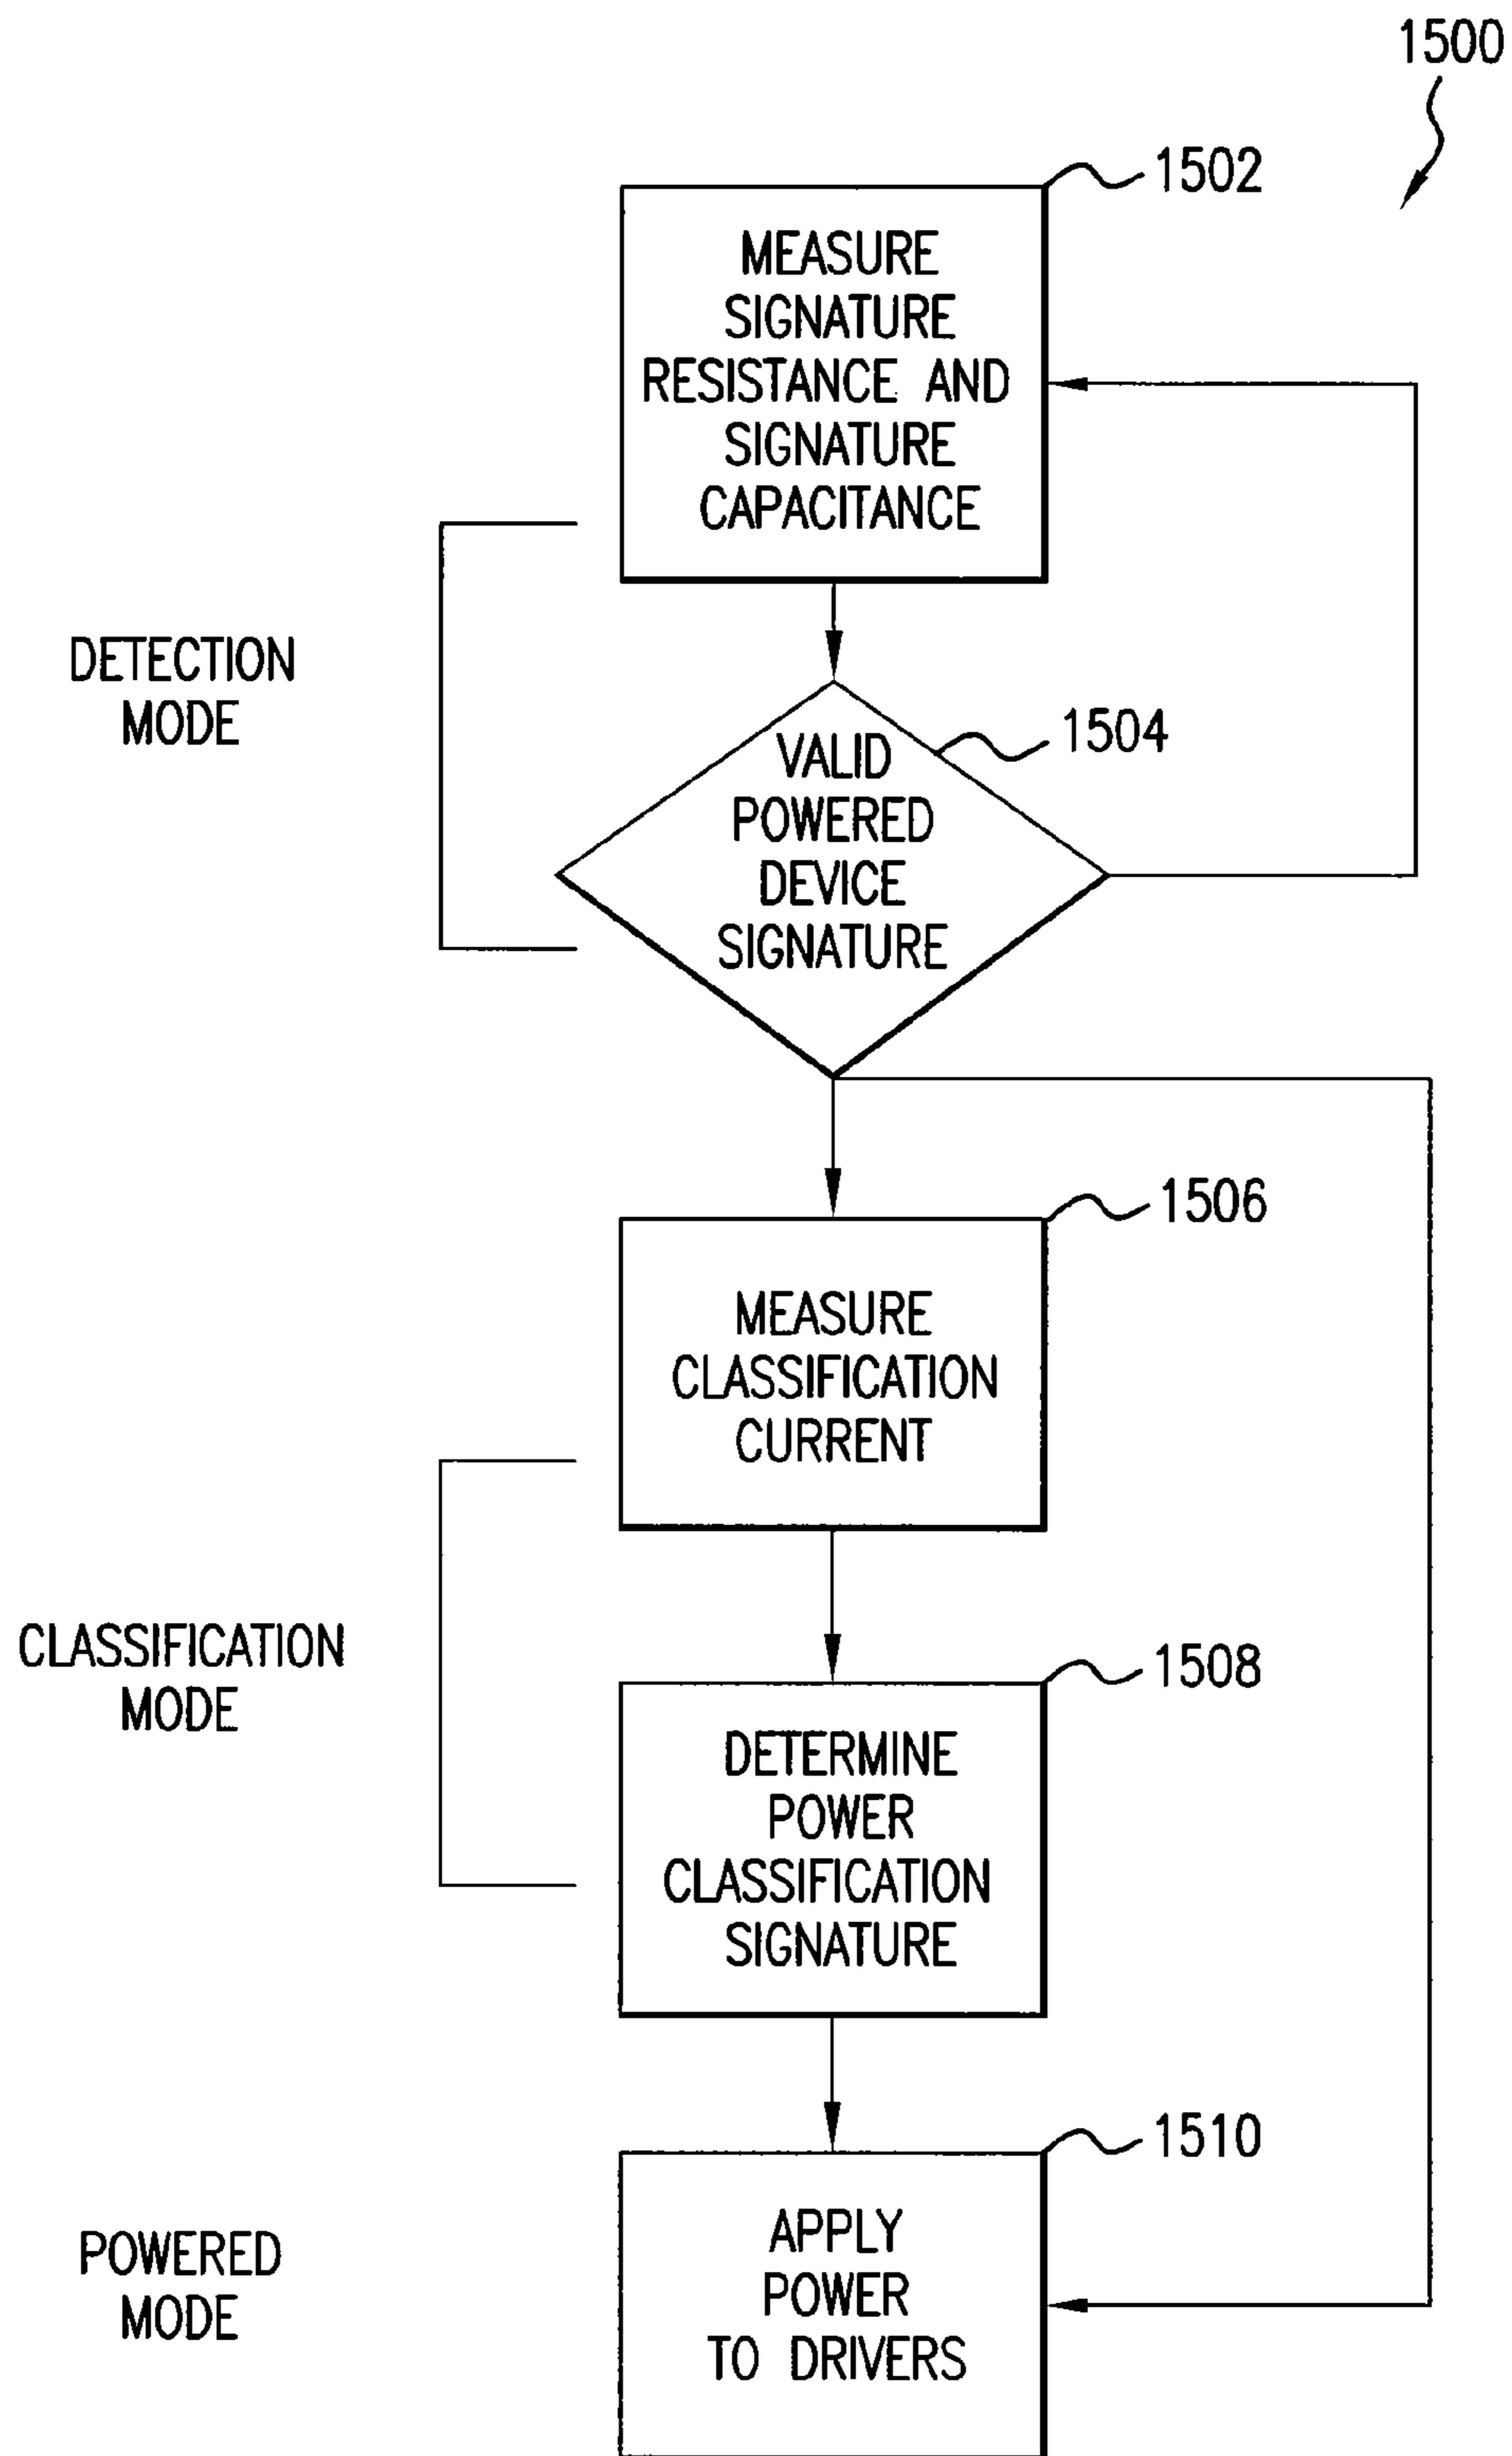 1500
1502
MEASURE
SIGNATURE
RESISTANCE AND
SIGNATURE
CAPACITANCE
DETECTION
MODE
1504
VALID
POWERED
DEVICE
SIGNATURE
1506
MEASURE
CLASSIFICATION
CURRENT
CLASSIFICATION
MODE
1508
DETERMINE
POWER
CLASSIFICATION
SIGNATURE
1510
APPLY
POWER
TO DRIVERS
POWERED
MODE